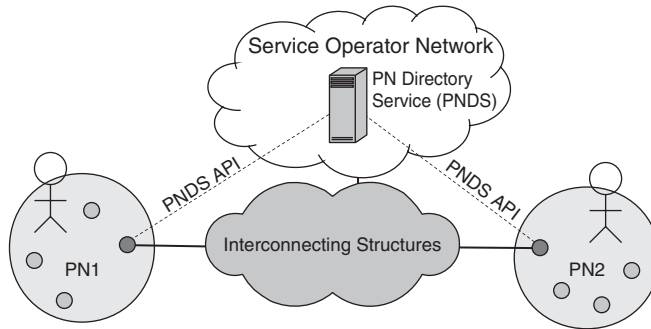 Service Operator Network
PN Directory
Service (PNDS)
PNDS API
PNDS API
Interconnecting Structures
PN1
PN2